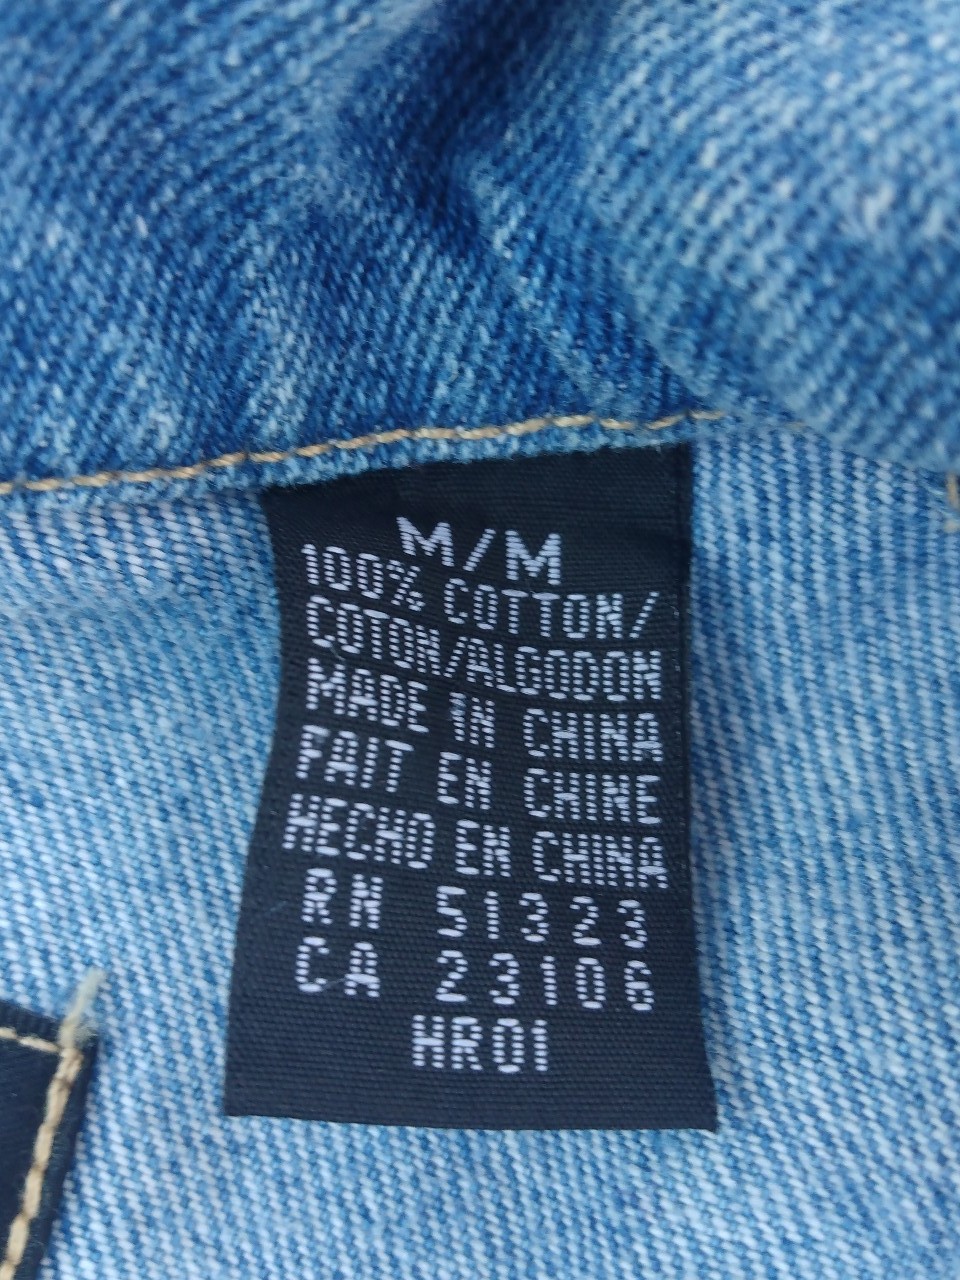 M/M
100% COTTON/
COTON/ALGODON
MADE IN CHINA
FAIT EN CHINE
HECHO EN CHINA
RN 51323
CA 23106
HR01